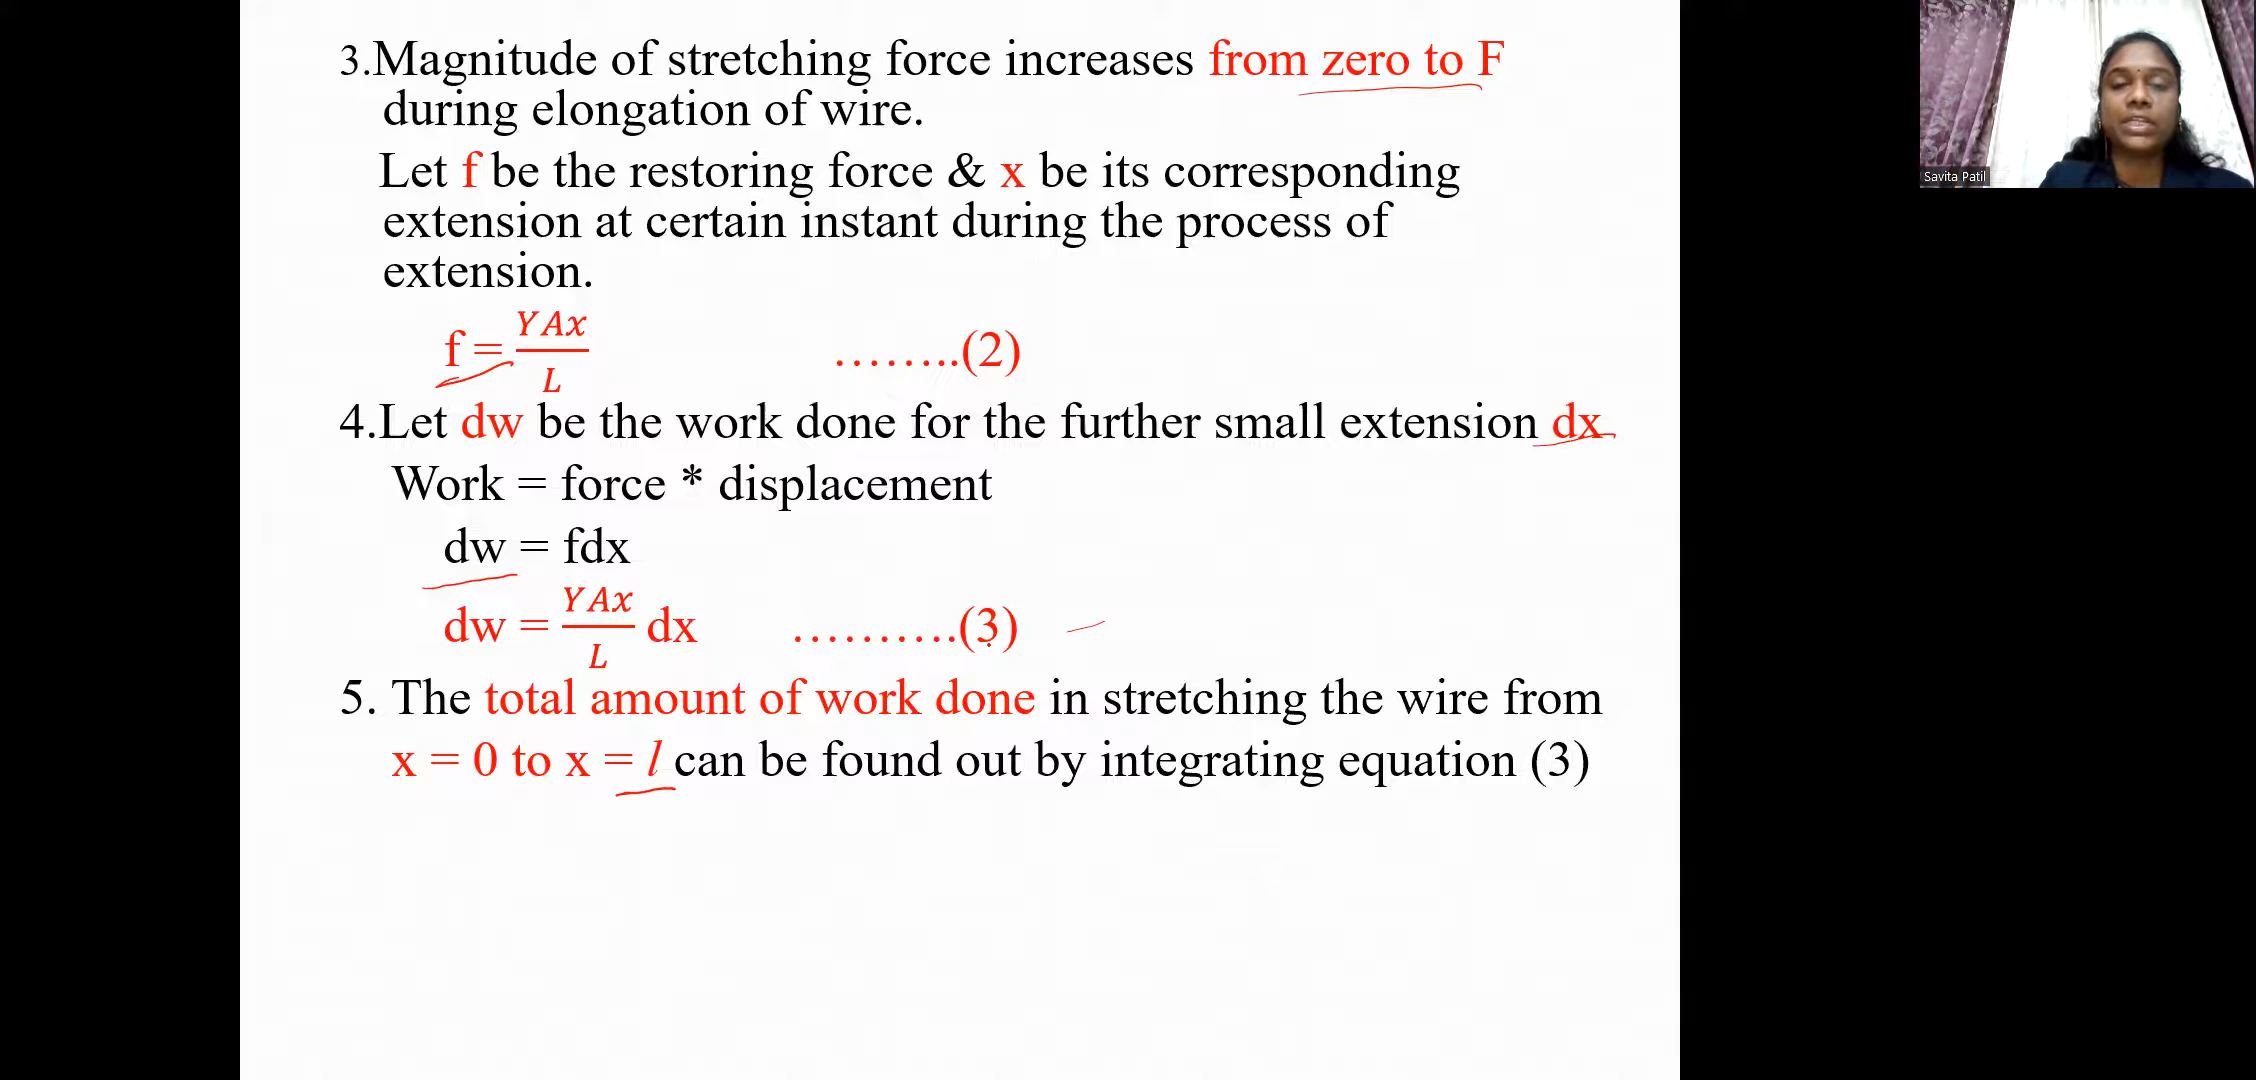 3.Magnitude of stretching force increases from zero to F
during elongation of wire.
Let f be the restoring force & x be its corresponding
extension at certain instant during the process of
extension.
f = YAx/L ........(2)
4.Let dw be the work done for the further small extension dx
Work = force * displacement
dw = fdx
dw = YAx/L dx ..........(3)
5. The total amount of work done in stretching the wire from
x = 0 to x = l can be found out by integrating equation (3)
Savita Patil